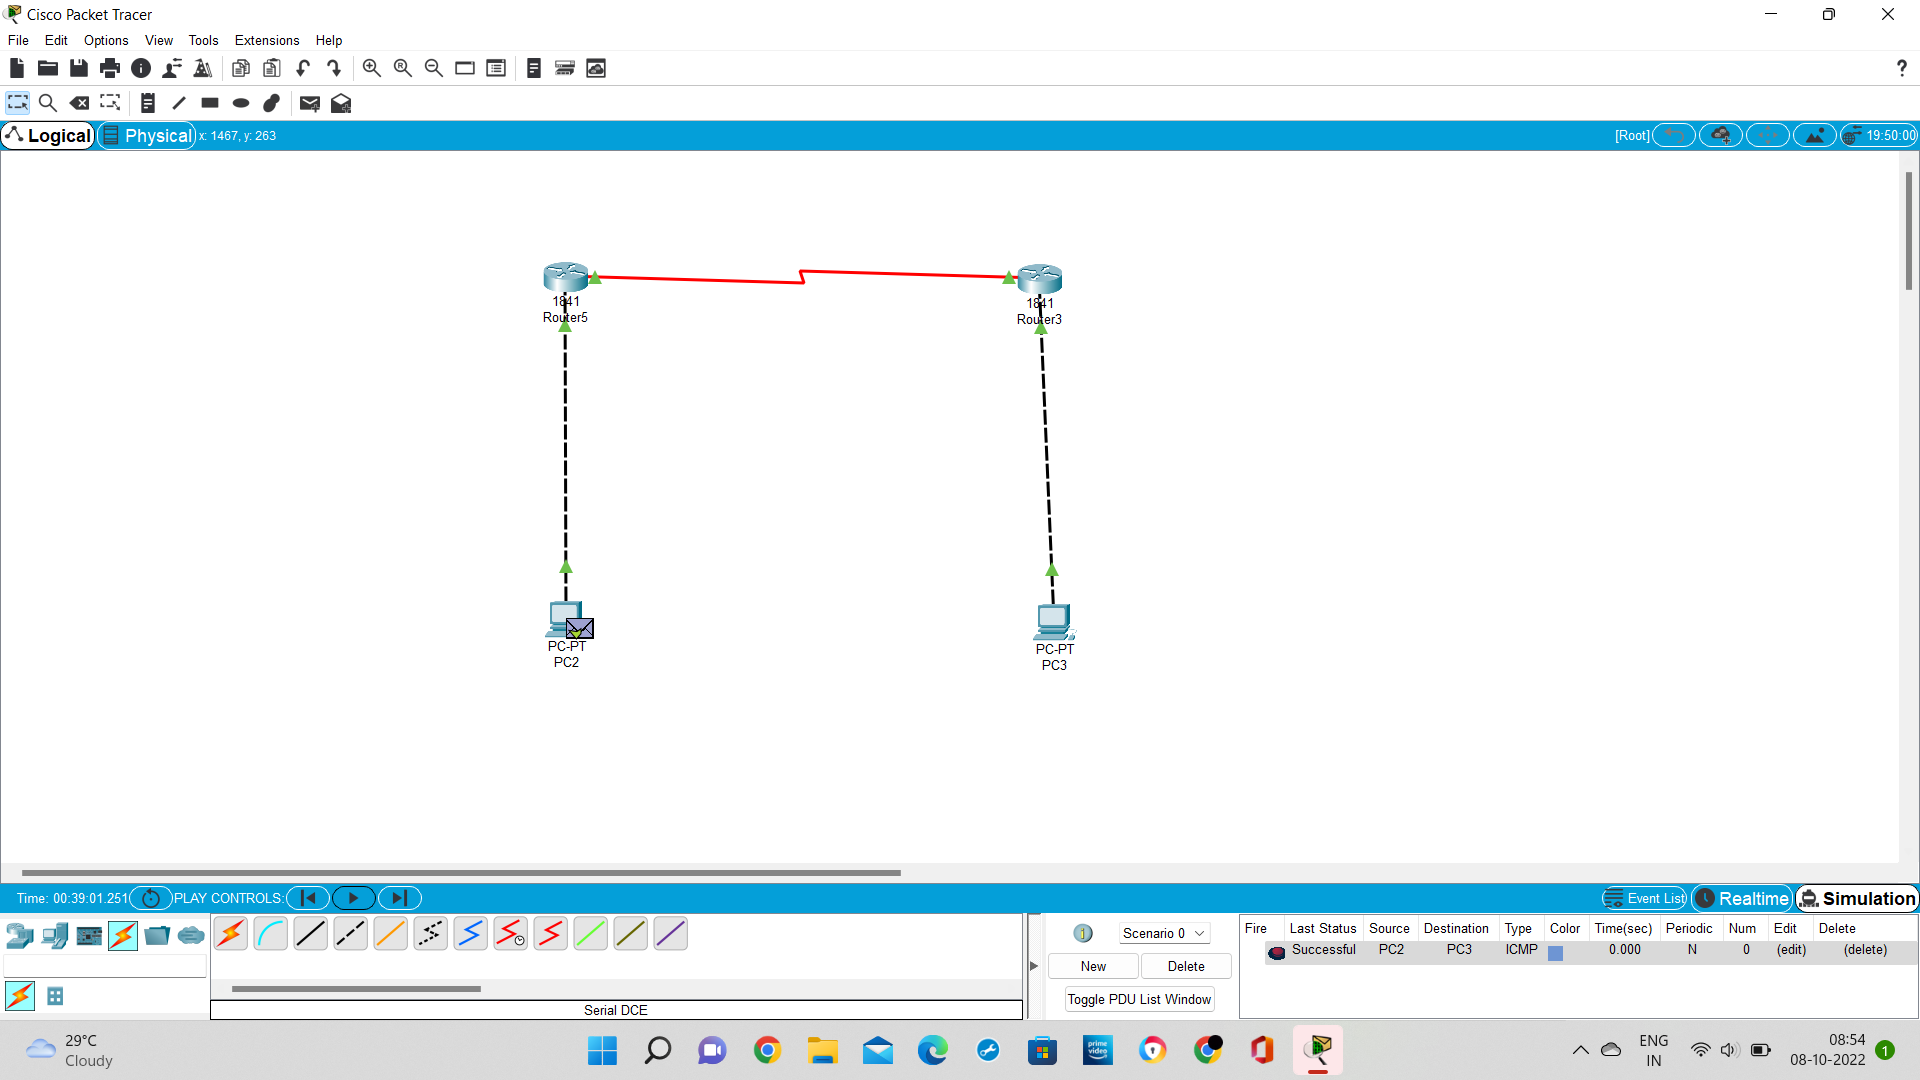 Cisco Packet Tracer
File Edit Options View Tools Extensions Help
?
Logical Physical x: 1467, y: 263 [Root] 19:50:00
1841
Router5
1841
Router3
PC-PT
PC2
PC-PT
PC3
Time: 00:39:01.251 PLAY CONTROLS: Event List Realtime Simulation
Scenario 0
New Delete
Toggle PDU List Window
Fire Last Status Source Destination Type Color Time(sec) Periodic Num Edit Delete
Successful PC2 PC3 ICMP 0.000 N 0 (edit) (delete)
Serial DCE
29°C
Cloudy
prime video
ENG
IN
08:54
08-10-2022
1